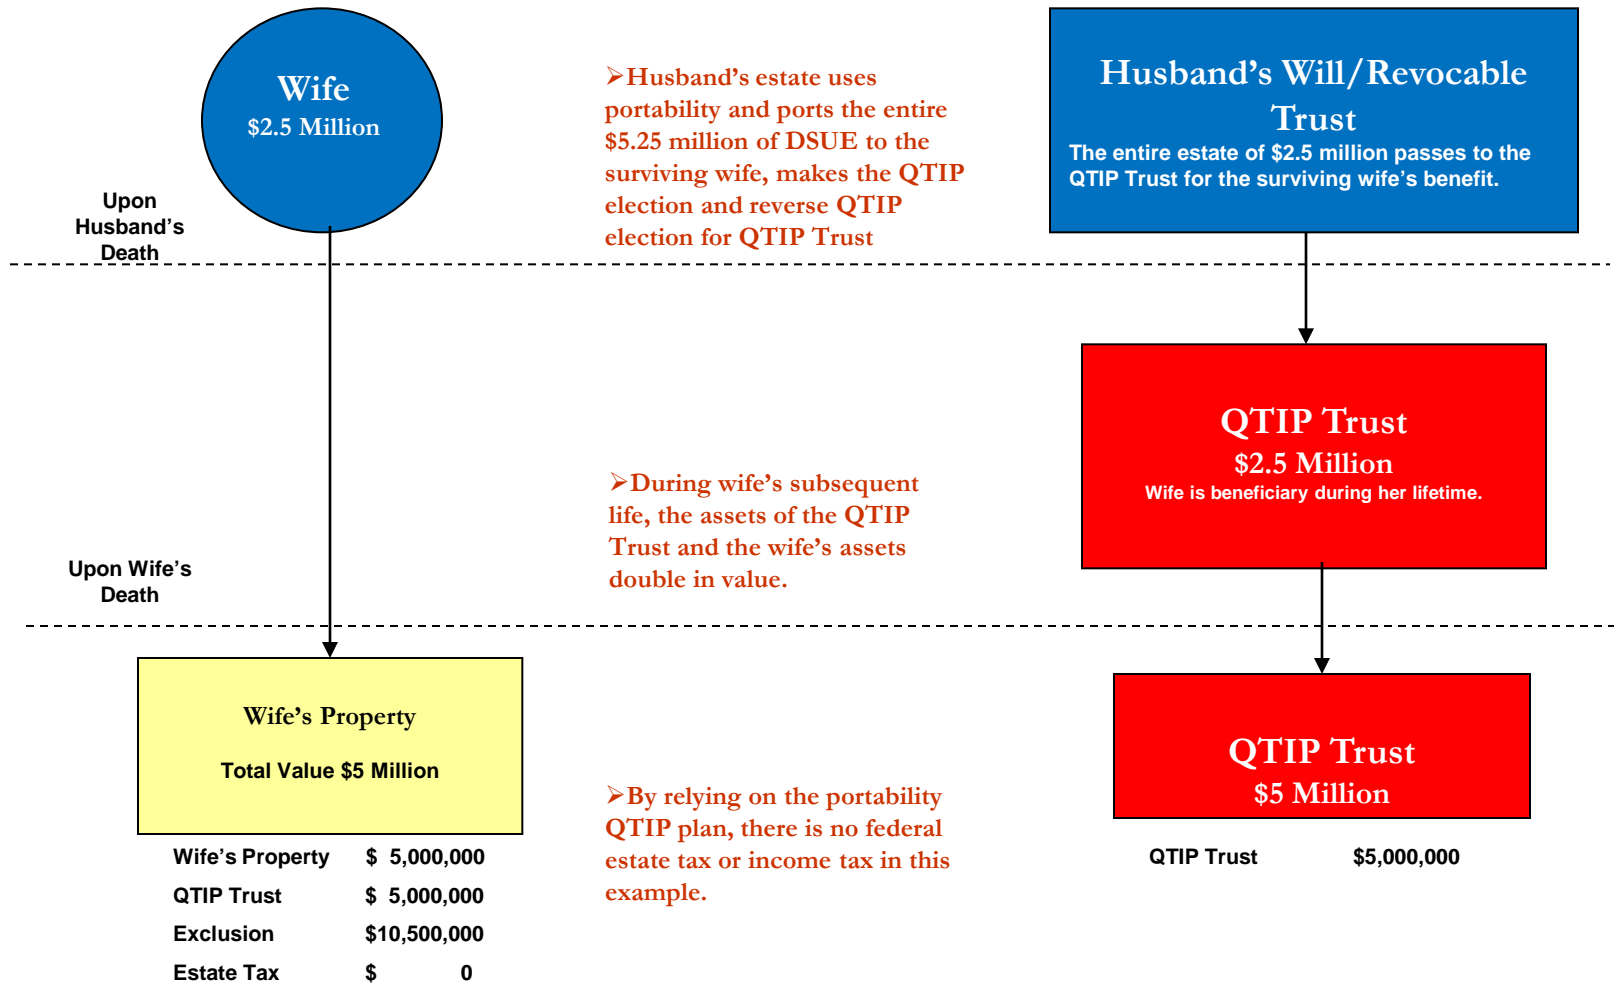 Wife
$2.5 Million
➢Husband’s estate uses
portability and ports the entire
$5.25 million of DSUE to the
surviving wife, makes the QTIP
election and reverse QTIP
election for QTIP Trust
Husband’s Will/Revocable
Trust
The entire estate of $2.5 million passes to the
QTIP Trust for the surviving wife’s benefit.
Upon
Husband’s
Death
QTIP Trust
$2.5 Million
Wife is beneficiary during her lifetime.
➢During wife’s subsequent
life, the assets of the QTIP
Trust and the wife’s assets
double in value.
Upon Wife’s
Death
Wife’s Property
Total Value $5 Million
➢By relying on the portability
QTIP plan, there is no federal
estate tax or income tax in this
example.
QTIP Trust
$5 Million
Wife’s Property $ 5,000,000
QTIP Trust $ 5,000,000
Exclusion $10,500,000
Estate Tax $ 0
QTIP Trust $5,000,000